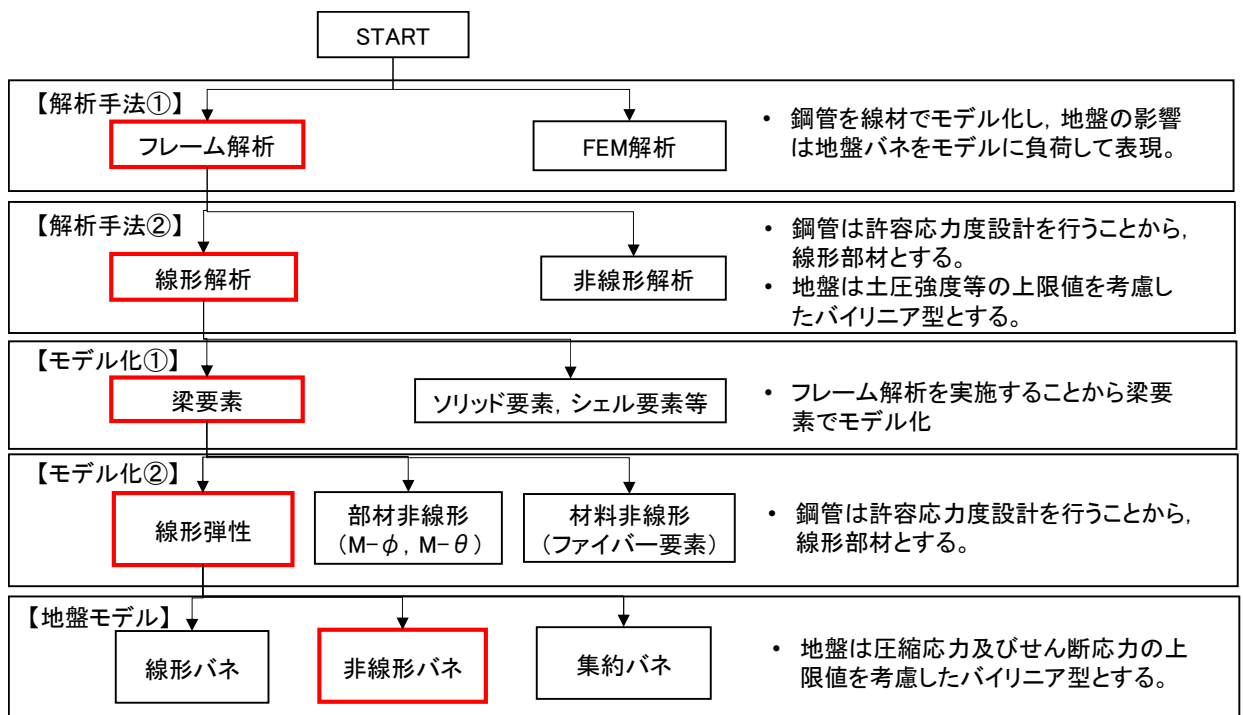 START
【解析手法①】
フレーム解析
FEM解析
• 鋼管を線材でモデル化し，地盤の影響
は地盤バネをモデルに負荷して表現。
【解析手法②】
線形解析
非線形解析
• 鋼管は許容応力度設計を行うことから，
線形部材とする。
• 地盤は土圧強度等の上限値を考慮し
たバイリニア型とする。
【モデル化①】
梁要素
ソリッド要素，シェル要素等
• フレーム解析を実施することから梁要
素でモデル化
【モデル化②】
線形弾性
部材非線形
（M-φ，M-θ）
材料非線形
（ファイバー要素）
• 鋼管は許容応力度設計を行うことから，
線形部材とする。
【地盤モデル】
線形バネ
非線形バネ
集約バネ
• 地盤は圧縮応力及びせん断応力の上
限値を考慮したバイリニア型とする。